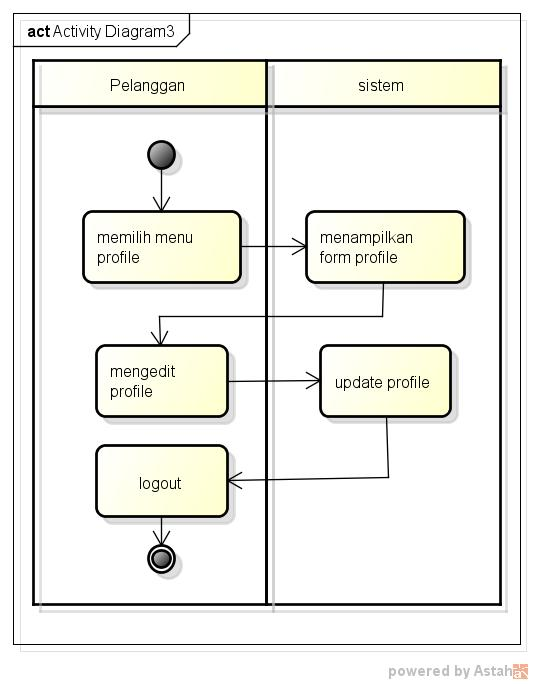 act Activity Diagram3
Pelanggan
sistem
memilih menu
profile
menampilkan
form profile
mengedit
profile
update profile
logout
powered by Astah